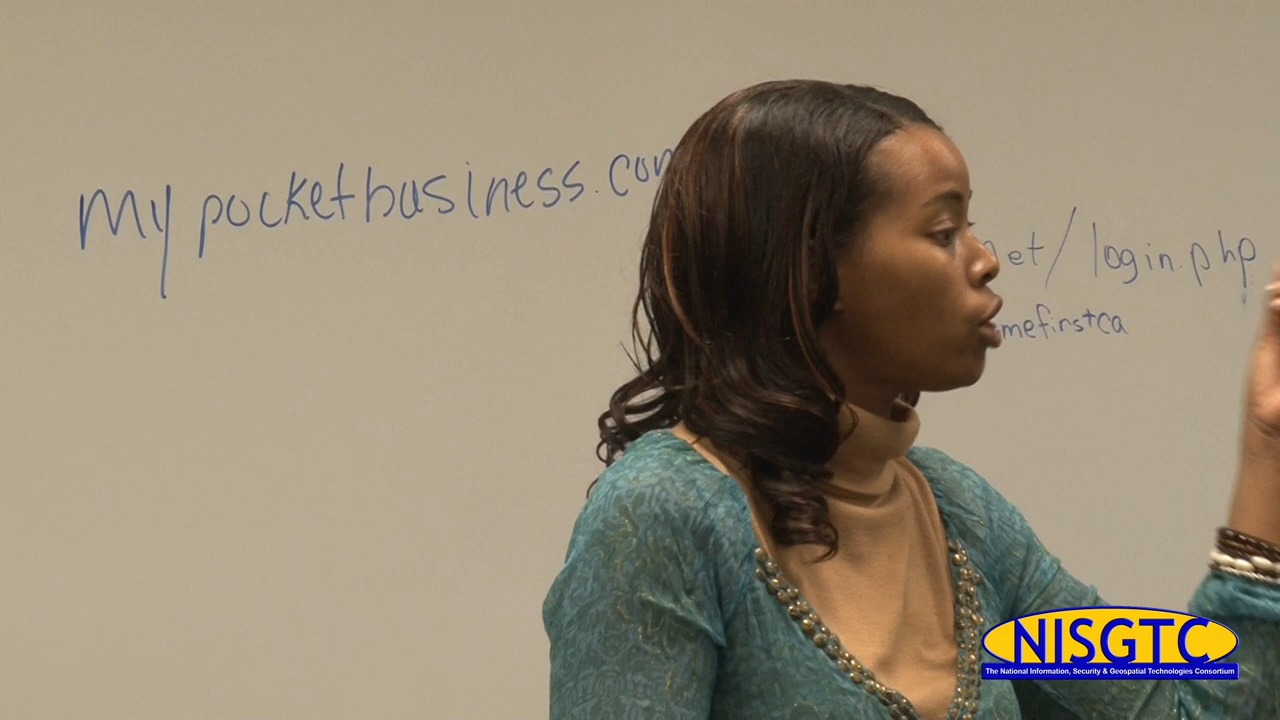 mypocketbusiness.com
et/login.php
mefirstca
NISGTC
The National Information, Security & Geospatial Technologies Consortium